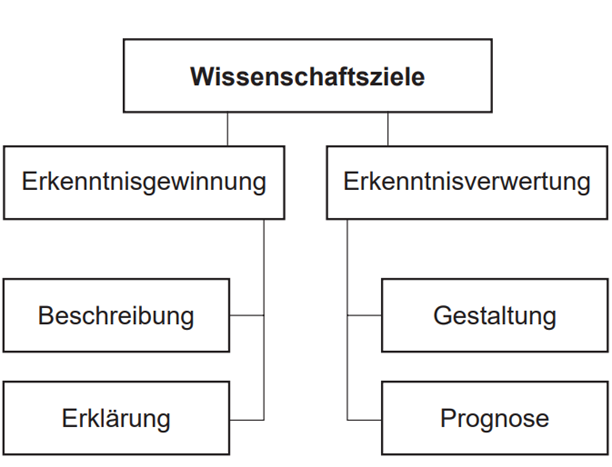 Wissenschaftsziele
Erkenntnisgewinnung
Erkenntnisverwertung
Beschreibung
Gestaltung
Erklärung
Prognose